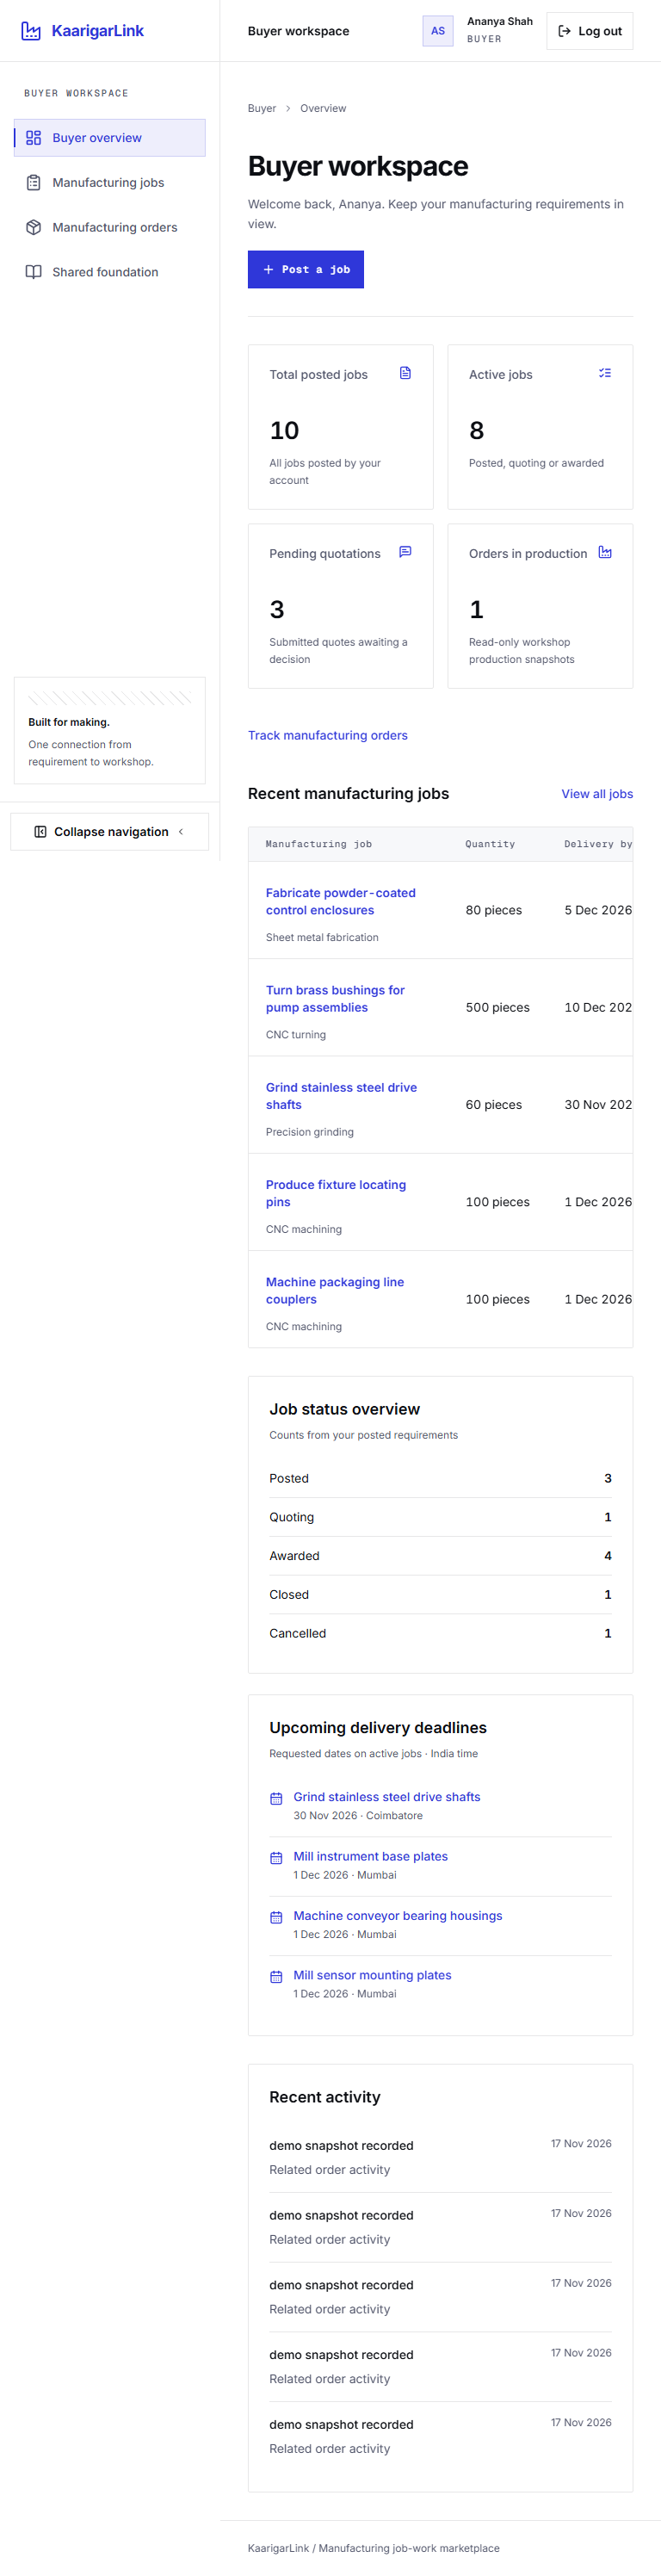 KaarigarLink
Buyer workspace
AS
Ananya Shah
BUYER
Log out
BUYER WORKSPACE
Buyer overview
Manufacturing jobs
Manufacturing orders
Shared foundation
Built for making.
One connection from
requirement to workshop.
Collapse navigation
Buyer > Overview
Buyer workspace
Welcome back, Ananya. Keep your manufacturing requirements in
view.
+ Post a job
Total posted jobs
10
All jobs posted by your
account
Active jobs
8
Posted, quoting or awarded
Pending quotations
3
Submitted quotes awaiting a
decision
Orders in production
1
Read-only workshop
production snapshots
Track manufacturing orders
Recent manufacturing jobs
View all jobs
Manufacturing job Quantity Delivery by
Fabricate powder-coated
control enclosures
Sheet metal fabrication
80 pieces
5 Dec 2026
Turn brass bushings for
pump assemblies
CNC turning
500 pieces
10 Dec 202
Grind stainless steel drive
shafts
Precision grinding
60 pieces
30 Nov 202
Produce fixture locating
pins
CNC machining
100 pieces
1 Dec 2026
Machine packaging line
couplers
CNC machining
100 pieces
1 Dec 2026
Job status overview
Counts from your posted requirements
Posted 3
Quoting 1
Awarded 4
Closed 1
Cancelled 1
Upcoming delivery deadlines
Requested dates on active jobs · India time
Grind stainless steel drive shafts
30 Nov 2026 · Coimbatore
Mill instrument base plates
1 Dec 2026 · Mumbai
Machine conveyor bearing housings
1 Dec 2026 · Mumbai
Mill sensor mounting plates
1 Dec 2026 · Mumbai
Recent activity
demo snapshot recorded 17 Nov 2026
Related order activity
demo snapshot recorded 17 Nov 2026
Related order activity
demo snapshot recorded 17 Nov 2026
Related order activity
demo snapshot recorded 17 Nov 2026
Related order activity
demo snapshot recorded 17 Nov 2026
Related order activity
KaarigarLink / Manufacturing job-work marketplace